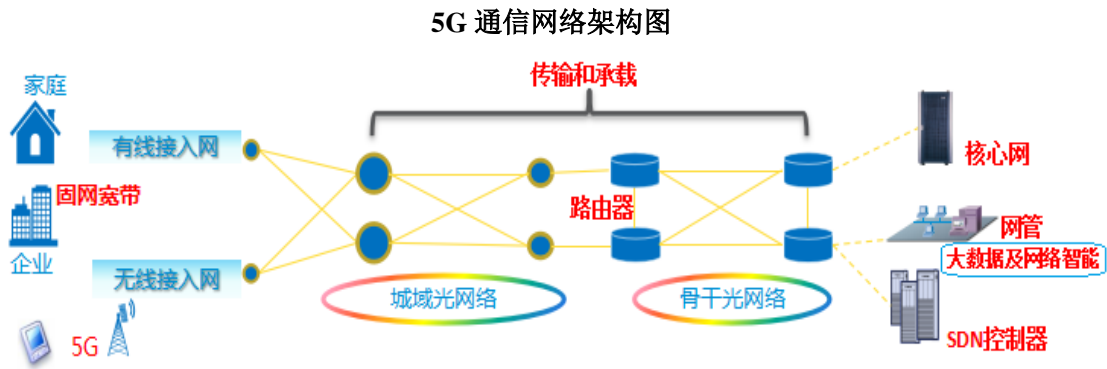 5G 通信网络架构图
传输和承载
家庭
有线接入网
核心网
固网宽带
路由器
网管
企业
大数据及网络智能
无线接入网
城域光网络
骨干光网络
5G
SDN控制器